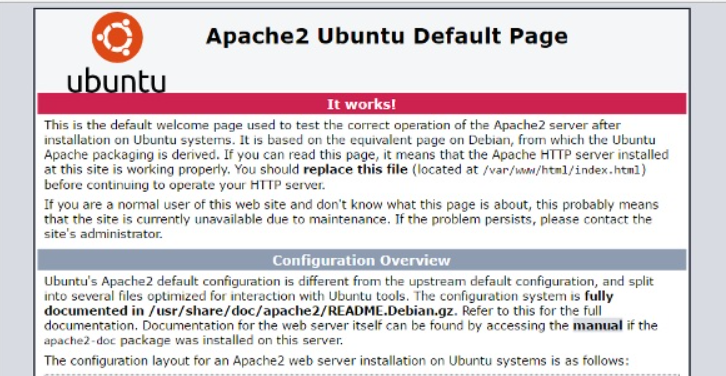 Apache2 Ubuntu Default Page
ubuntu
It works!
This is the default welcome page used to test the correct operation of the Apache2 server after
installation on Ubuntu systems. It is based on the equivalent page on Debian, from which the Ubuntu
Apache packaging is derived. If you can read this page, it means that the Apache HTTP server installed
at this site is working properly. You should replace this file (located at /var/www/html/index.html)
before continuing to operate your HTTP server.
If you are a normal user of this web site and don't know what this page is about, this probably means
that the site is currently unavailable due to maintenance. If the problem persists, please contact the
site's administrator.
Configuration Overview
Ubuntu's Apache2 default configuration is different from the upstream default configuration, and split
into several files optimized for interaction with Ubuntu tools. The configuration system is fully
documented in /usr/share/doc/apache2/README.Debian.gz. Refer to this for the full
documentation. Documentation for the web server itself can be found by accessing the manual if the
apache2-doc package was installed on this server.
The configuration layout for an Apache2 web server installation on Ubuntu systems is as follows: